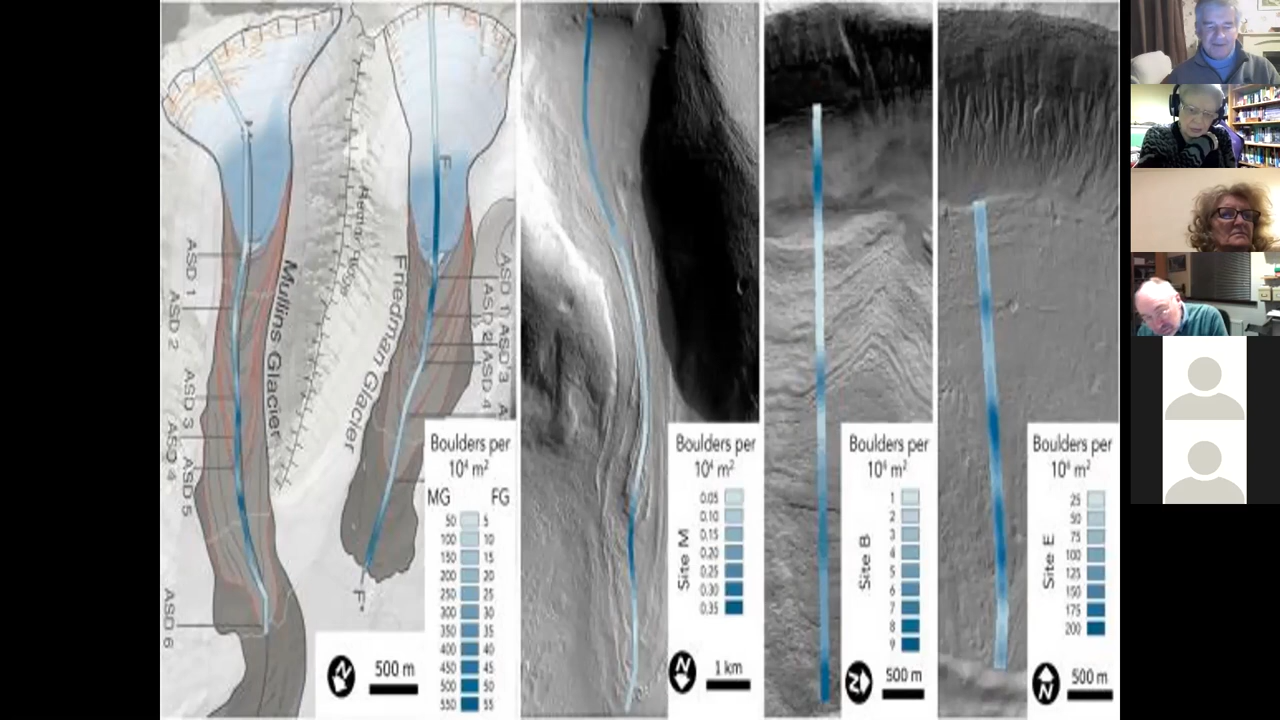 M
F
Mullins Glacier
Friedman Glacier
ASD 1
ASD 2
ASD 3
ASD 4
ASD 5
ASD 6
ASD 1
ASD 2
ASD 3
ASD 4
F'
Boulders per
10⁴ m²
MG FG
50 5
100 10
150 15
200 20
250 25
300 30
350 35
400 40
450 45
500 50
550 55
N
500 m
Boulders per
10⁴ m²
Site M
0.05
0.10
0.15
0.20
0.25
0.30
0.35
N
1 km
Boulders per
10⁴ m²
Site B
1
2
3
4
5
6
7
8
9
N
500 m
Boulders per
10⁴ m²
Site E
25
50
75
100
125
150
175
200
N
500 m